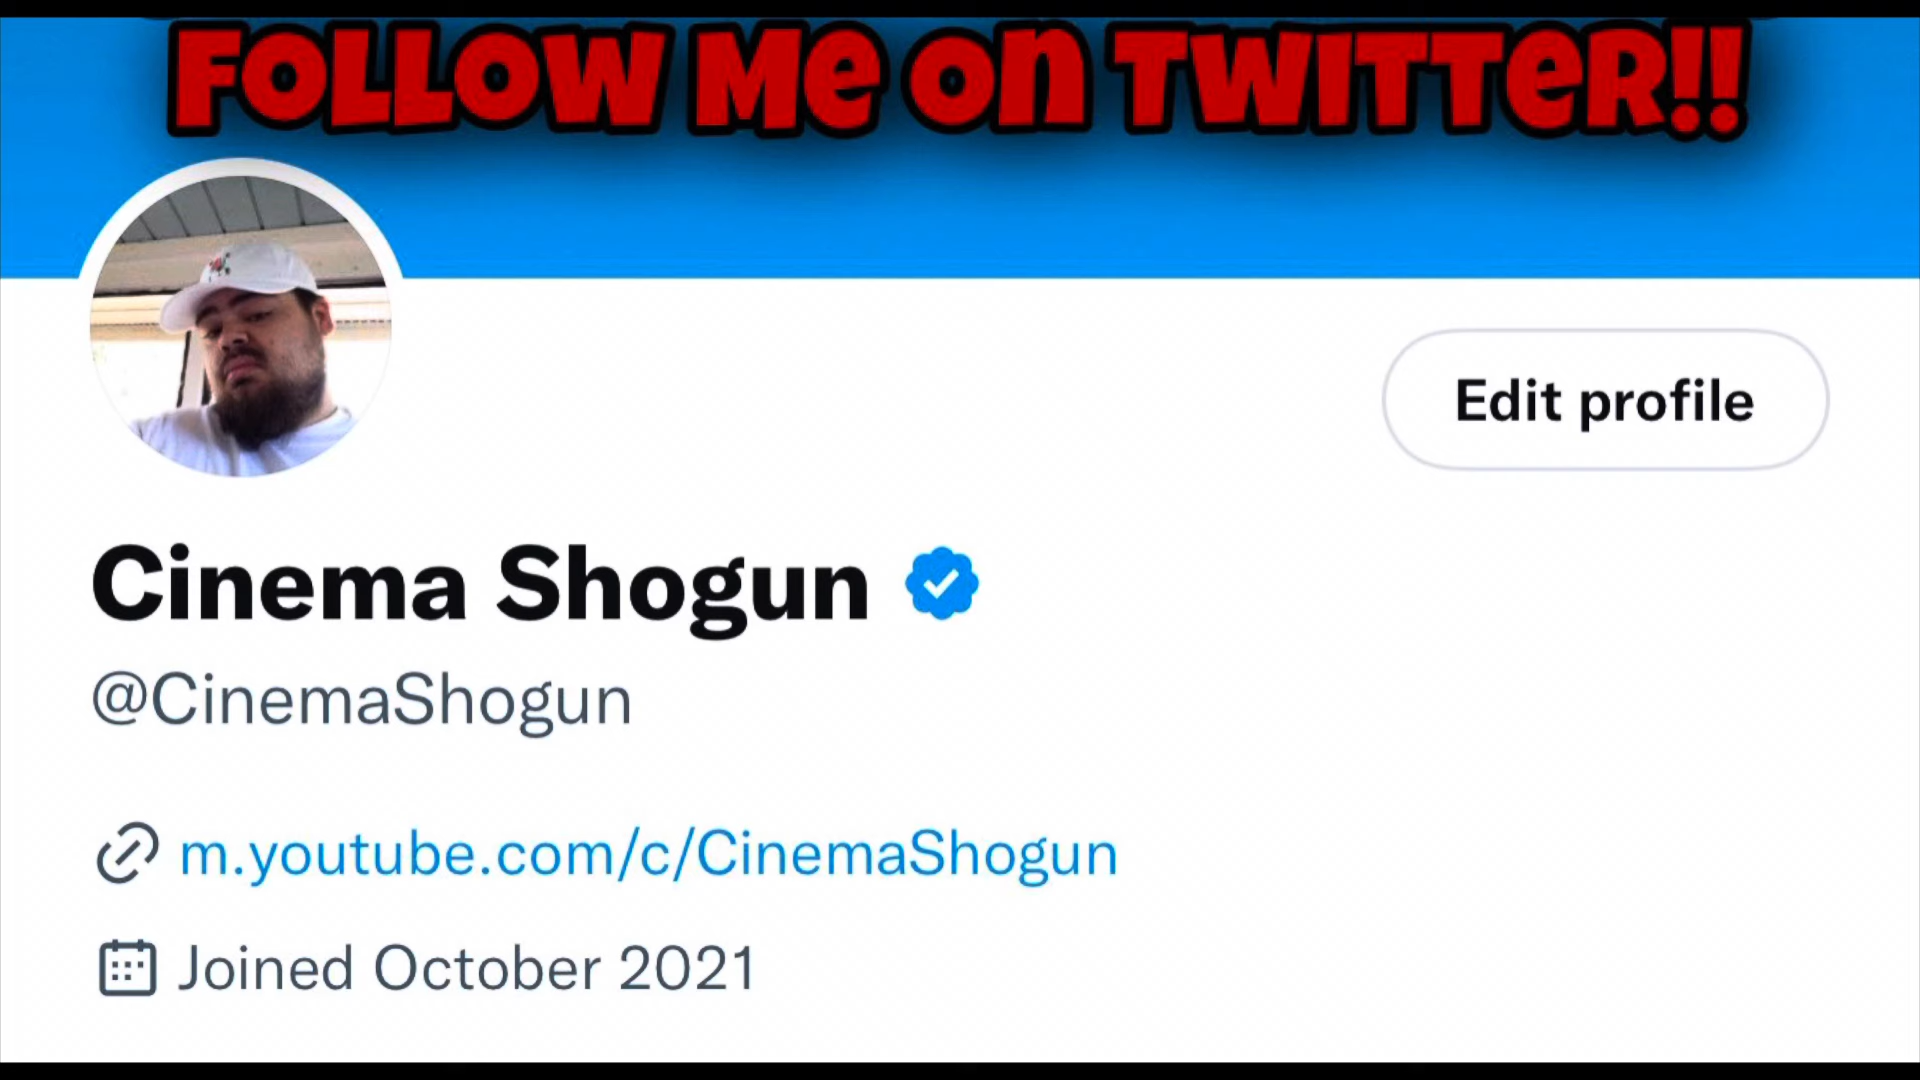 FOLLOW Me on TWITTeR!!
Edit profile
Cinema Shogun
@CinemaShogun
m.youtube.com/c/CinemaShogun
Joined October 2021